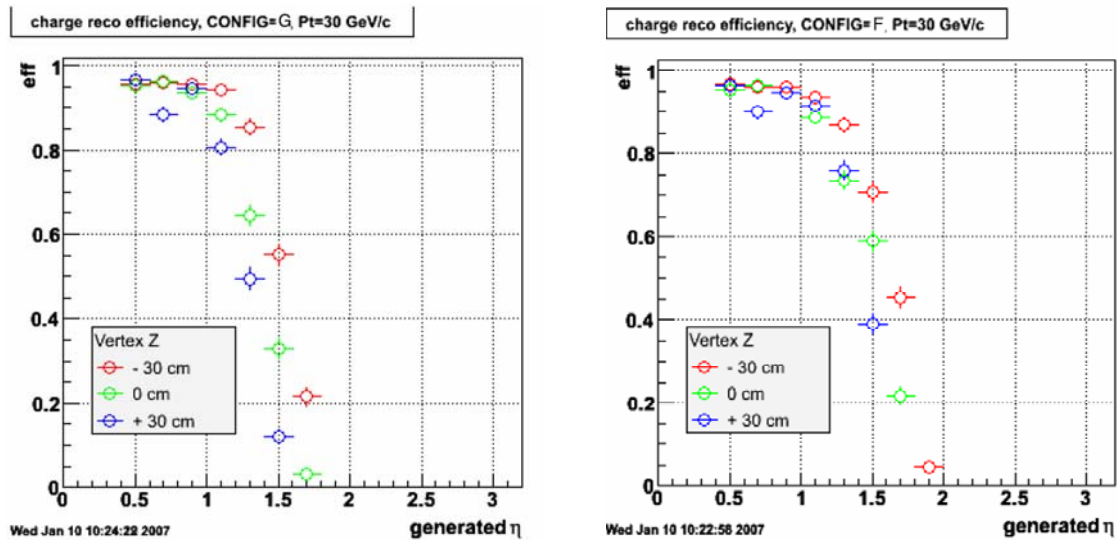 charge reco efficiency, CONFIG=G, Pt=30 GeV/c
eff
1
0.8
0.6
0.4
0.2
0
Vertex Z
- 30 cm
0 cm
+ 30 cm
0 0.5 1 1.5 2 2.5 3
generated η
Wed Jan 10 10:24:29 2007
charge reco efficiency, CONFIG=F, Pt=30 GeV/c
eff
1
0.8
0.6
0.4
0.2
0
Vertex Z
- 30 cm
0 cm
+ 30 cm
0 0.5 1 1.5 2 2.5 3
generated η
Wed Jan 10 10:22:56 2007